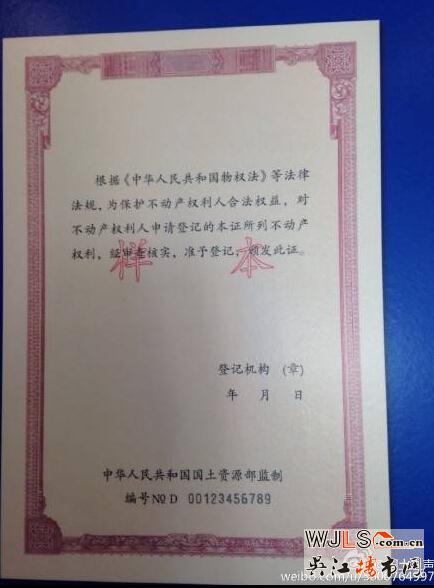 根据《中华人民共和国物权法》等法律
法规，为保护不动产权利人合法权益，对
不动产权利人申请登记的本证所列不动产
权利，经审查核实，准予登记，颁发此证。
样 本
登记机构 (章)
年 月 日
中华人民共和国国土资源部监制
编号 № D 00123456789
WJLS.com.cn
吴江楼市网